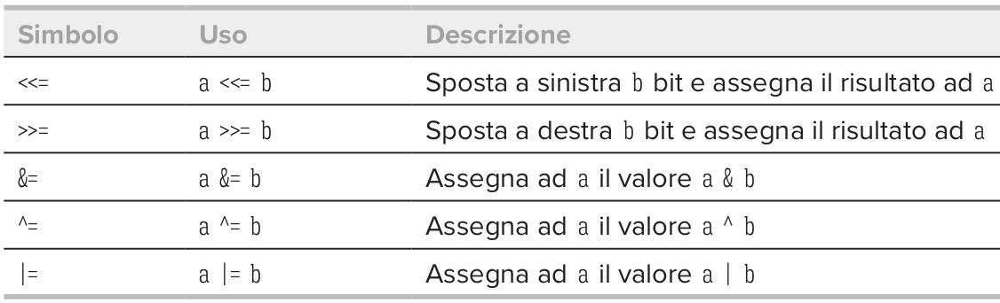 Simbolo Uso Descrizione
<<= a <<= b Sposta a sinistra b bit e assegna il risultato ad a
>>= a >>= b Sposta a destra b bit e assegna il risultato ad a
&= a &= b Assegna ad a il valore a & b
^= a ^= b Assegna ad a il valore a ^ b
|= a |= b Assegna ad a il valore a | b